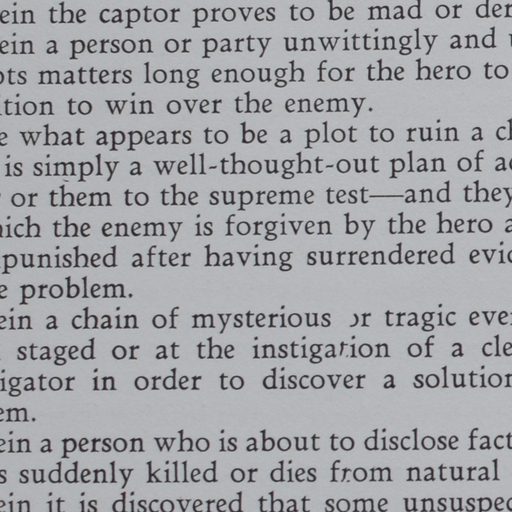 ein the captor proves to be mad or der
ein a person or party unwittingly and
ots matters long enough for the hero to
ition to win over the enemy.
e what appears to be a plot to ruin a c
is simply a well-thought-out plan of a
or them to the supreme test—and they
ich the enemy is forgiven by the hero a
punished after having surrendered evi
e problem.
ein a chain of mysterious or tragic eve
staged or at the instigation of a cle
igator in order to discover a solution
em.
ein a person who is about to disclose fact
s suddenly killed or dies from natural
ein it is discovered that some unsuspec